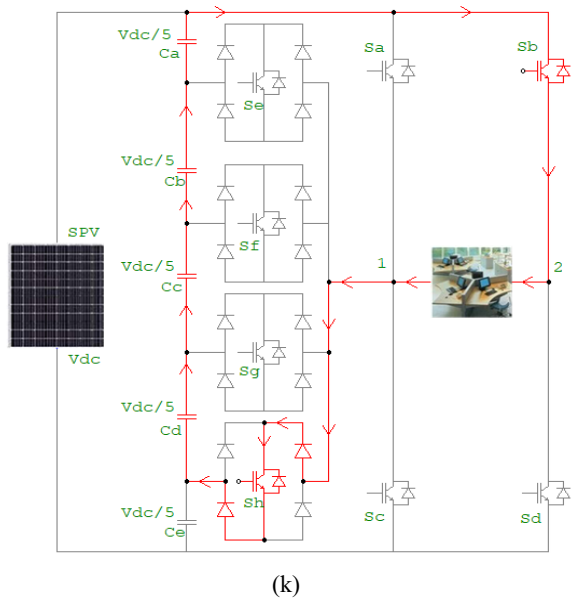 Vdc/5
Ca
Sa
Sb
Se
Vdc/5
Cb
SPV
Sf
Vdc/5
Cc
1
2
Vdc
Sg
Vdc/5
Cd
Sh
Vdc/5
Ce
Sc
Sd
(k)